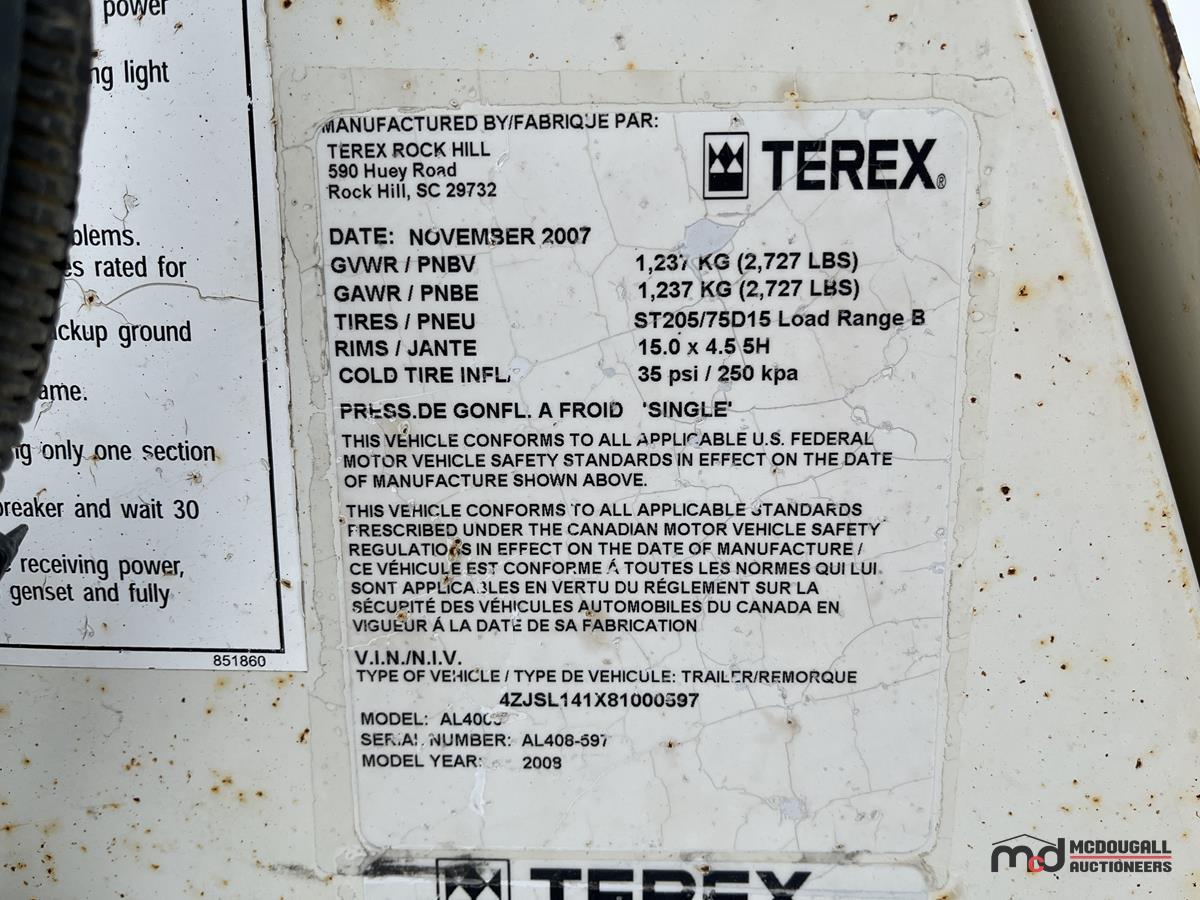 power
ng light
blems.
es rated for
ackup ground
ame.
ng only one section
breaker and wait 30
receiving power,
genset and fully
851860
MANUFACTURED BY/FABRIQUE PAR:
TEREX ROCK HILL
590 Huey Road
Rock Hill, SC 29732
TEREX®
DATE: NOVEMBER 2007
GVWR / PNBV 1,237 KG (2,727 LBS)
GAWR / PNBE 1,237 KG (2,727 LBS)
TIRES / PNEU ST205/75D15 Load Range B
RIMS / JANTE 15.0 x 4.5 5H
COLD TIRE INFL. 35 psi / 250 kpa
PRESS.DE GONFL. A FROID 'SINGLE'
THIS VEHICLE CONFORMS TO ALL APPLICABLE U.S. FEDERAL
MOTOR VEHICLE SAFETY STANDARDS IN EFFECT ON THE DATE
OF MANUFACTURE SHOWN ABOVE.
THIS VEHICLE CONFORMS TO ALL APPLICABLE STANDARDS
PRESCRIBED UNDER THE CANADIAN MOTOR VEHICLE SAFETY
REGULATIONS IN EFFECT ON THE DATE OF MANUFACTURE /
CE VÉHICULE EST CONFORME Á TOUTES LES NORMES QUI LUI
SONT APPLICABLES EN VERTU DU RÉGLEMENT SUR LA
SÉCURITÉ DES VÉHICULES AUTOMOBILES DU CANADA EN
VIGUEUR Á LA DATE DE SA FABRICATION
V.I.N./N.I.V.
TYPE OF VEHICLE / TYPE DE VEHICULE: TRAILER/REMORQUE
4ZJSL141X81000597
MODEL:
SERIAL NUMBER: AL408-597
MODEL YEAR: 2008
TEREX
mcd MCDOUGALL
AUCTIONEERS